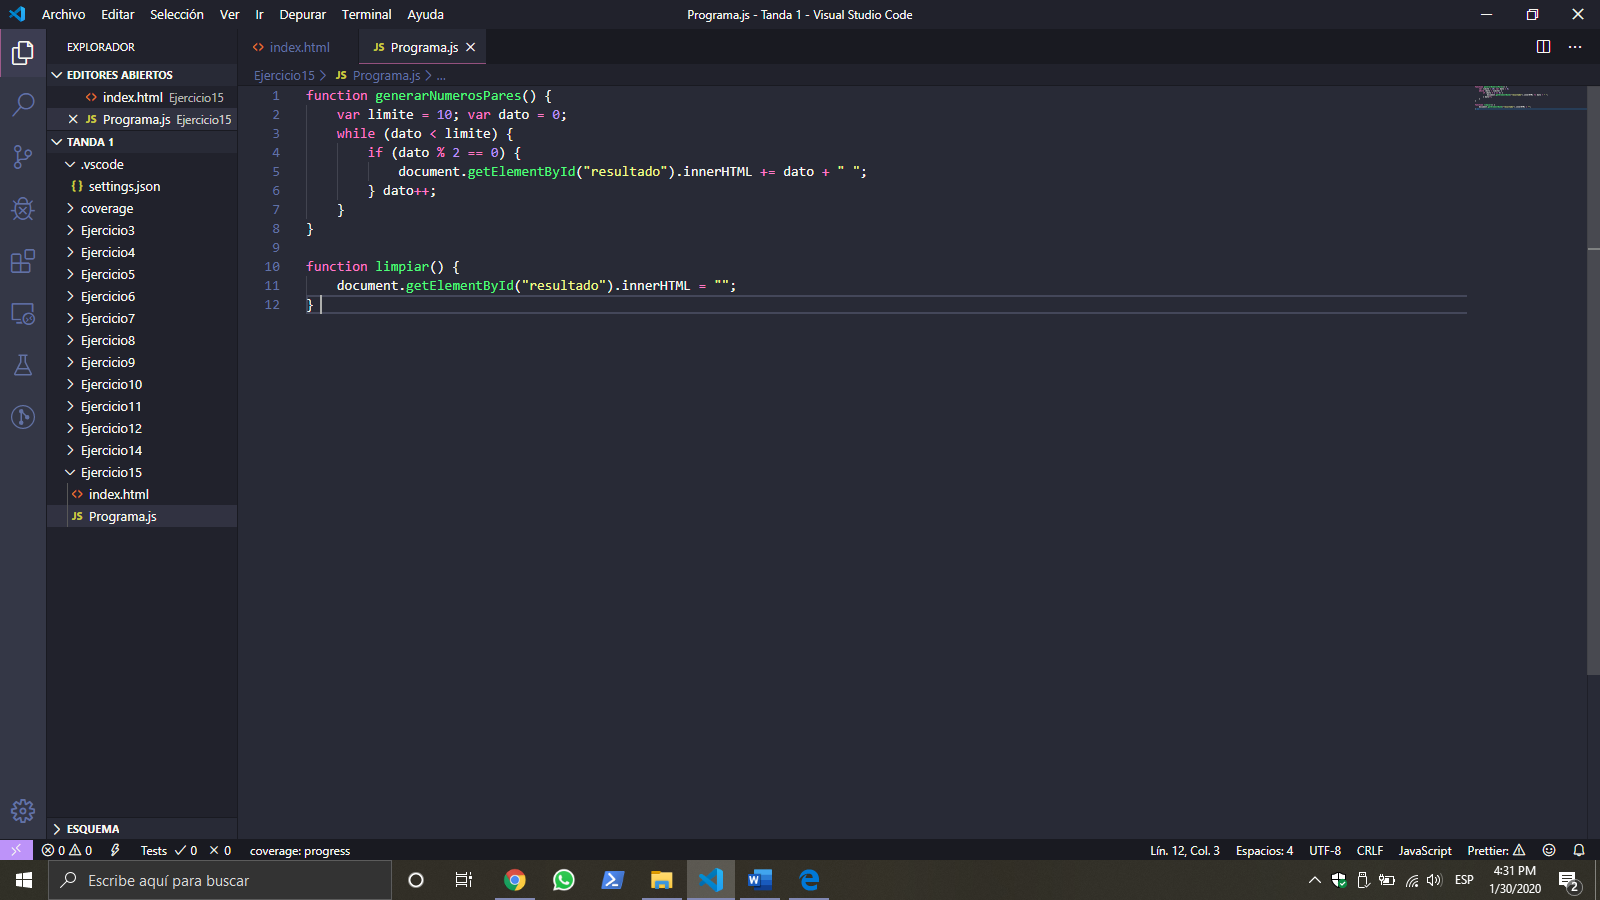 Archivo Editar Selección Ver Ir Depurar Terminal Ayuda
Programa.js - Tanda 1 - Visual Studio Code
EXPLORADOR
EDITORES ABIERTOS
index.html Ejercicio15
Programa.js Ejercicio15
TANDA 1
.vscode
settings.json
coverage
Ejercicio3
Ejercicio4
Ejercicio5
Ejercicio6
Ejercicio7
Ejercicio8
Ejercicio9
Ejercicio10
Ejercicio11
Ejercicio12
Ejercicio14
Ejercicio15
index.html
JS Programa.js
ESQUEMA
index.html
JS Programa.js
Ejercicio15 > JS Programa.js > ...
1 function generarNumerosPares() {
2     var limite = 10; var dato = 0;
3     while (dato < limite) {
4         if (dato % 2 == 0) {
5             document.getElementById("resultado").innerHTML += dato + " ";
6         } dato++;
7     }
8 }
9
10 function limpiar() {
11     document.getElementById("resultado").innerHTML = "";
12 }
0 0 Tests 0 0 coverage: progress
Lín. 12, Col. 3 Espacios: 4 UTF-8 CRLF JavaScript Prettier:
Escribe aquí para buscar
ESP
4:31 PM
1/30/2020
2